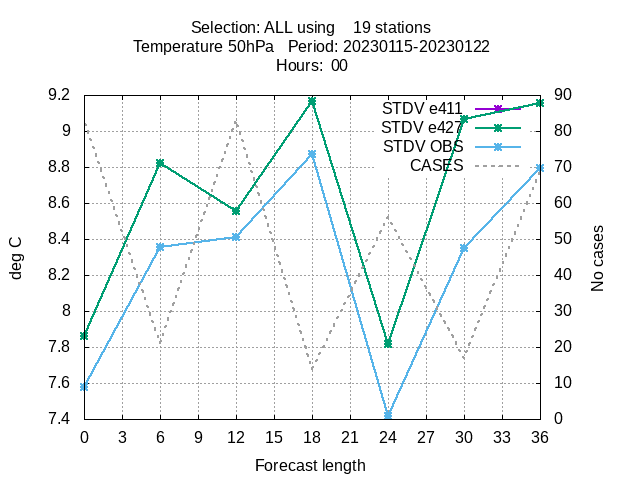 Selection: ALL using    19 stations
Temperature 50hPa   Period: 20230115-20230122
Hours:  00
9.2
9
8.8
8.6
8.4
8.2
8
7.8
7.6
7.4
deg C
90
80
70
60
50
40
30
20
10
0
No cases
STDV e411
STDV e427
STDV OBS
CASES
0 3 6 9 12 15 18 21 24 27 30 33 36
Forecast length